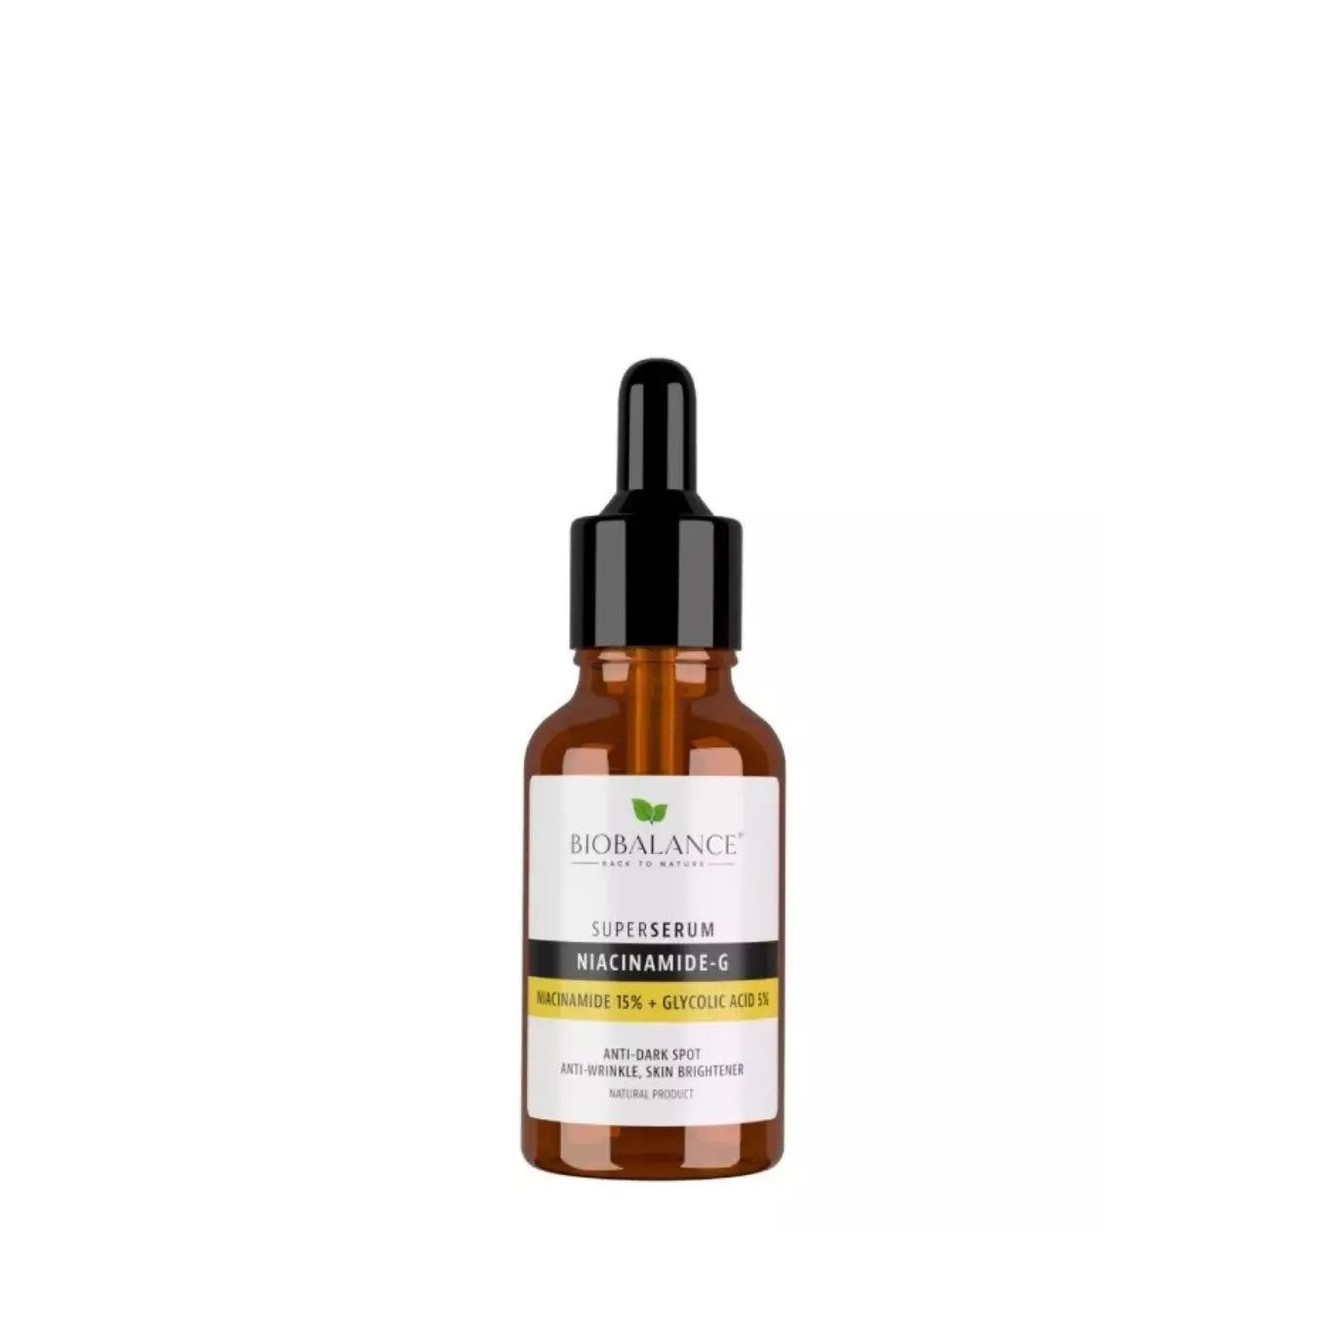 BIOBALANCE®
BACK TO NATURE
SUPERSERUM
NIACINAMIDE-G
NIACINAMIDE 15% + GLYCOLIC ACID 5%
ANTI-DARK SPOT
ANTI-WRINKLE, SKIN BRIGHTENER
NATURAL PRODUCT